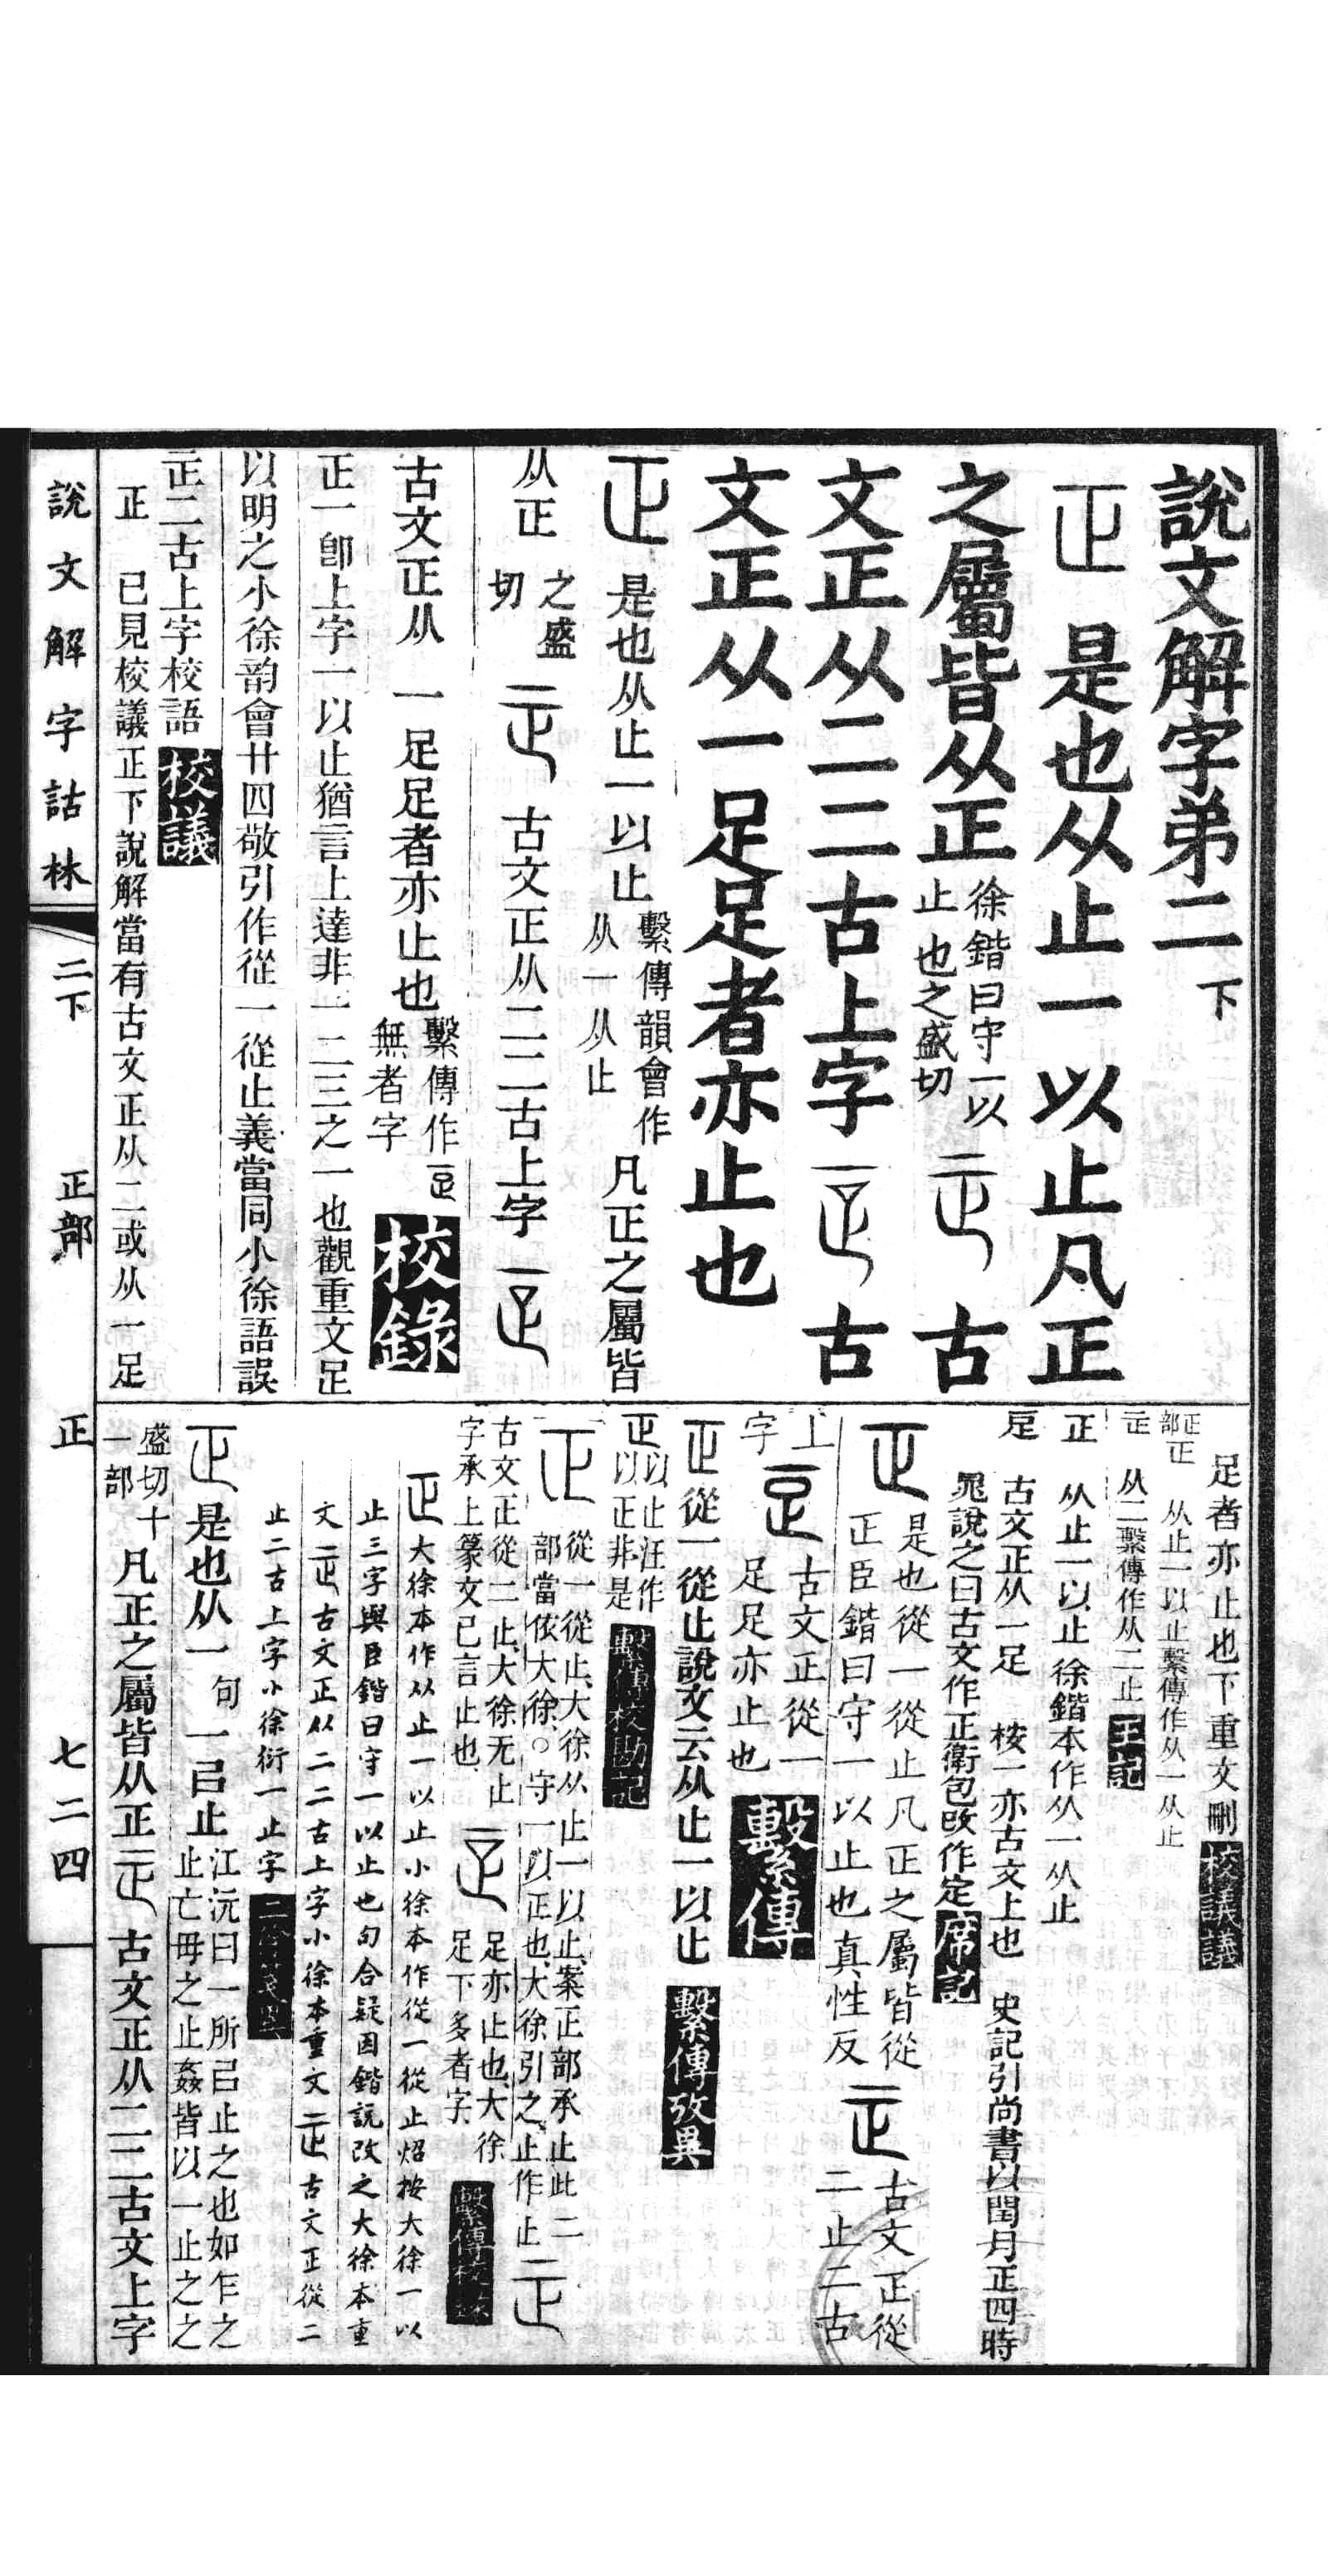 說文解字弟二下
正 是也从止一以止凡正
之屬皆从正徐鍇曰守一以止也之盛切 古
文正从二二古上字 古
文正从一足足者亦止也
正 是也从止一以止繫傳韻會作从一从止凡正之屬皆
从正之盛切 古文正从二二古上字
古文正从一足足者亦止也繫傳作𤴓無者字 校錄
正一卽上字一以止猶言上達非一二三之一也觀重文𤴓
以明之小徐韵會廿四敬引作從一從止義當同小徐語誤
𤴓二古上字校語 校議
正 已見校議正下說解當有古文正从二或从一足
足者亦止也下重文刪 校議議
正部正 从止一以止繫傳作从一从止
𤴓 从二繫傳作从二止 王記
正 从止一以止徐鍇本作从一从止
𤴓 古文正从一足 桉一亦古文上也 史記引尚書以閏月正四時
鼂說之曰古文作正衛包改作定 席記
正 是也從一從止凡正之屬皆從正臣鍇曰守一以止也真性反 古文正從二止二古
上字 古文正從一足足亦止也 繫傳
正從一從止說文云从止一以止 繫傳攷異
正以止汪作以正非是 繫傳校勘記
正 從一從止大徐从止一以止案正部承止此二部當依大徐○守一以正也大徐引之止作止
古文正從二止大徐无止字承上篆文已言止也 足亦止也大徐足下多者字 繫傳校錄
正大徐本作从止一以止小徐本作從一從止炤按大徐一以
止三字與臣鍇曰守一以止也句合疑因鍇說改之大徐本重
文古文正从二二古上字小徐本重文古文正從二
止二古上字小徐衍一止字 二徐箋異
正 是也从一句一㠯止江沅曰一所㠯止之也如乍之止亡毋之止姦皆以一止之之
盛切十一部凡正之屬皆从正 古文正从二二古文上字
說文解字詁林 二下 正部 正 七二四